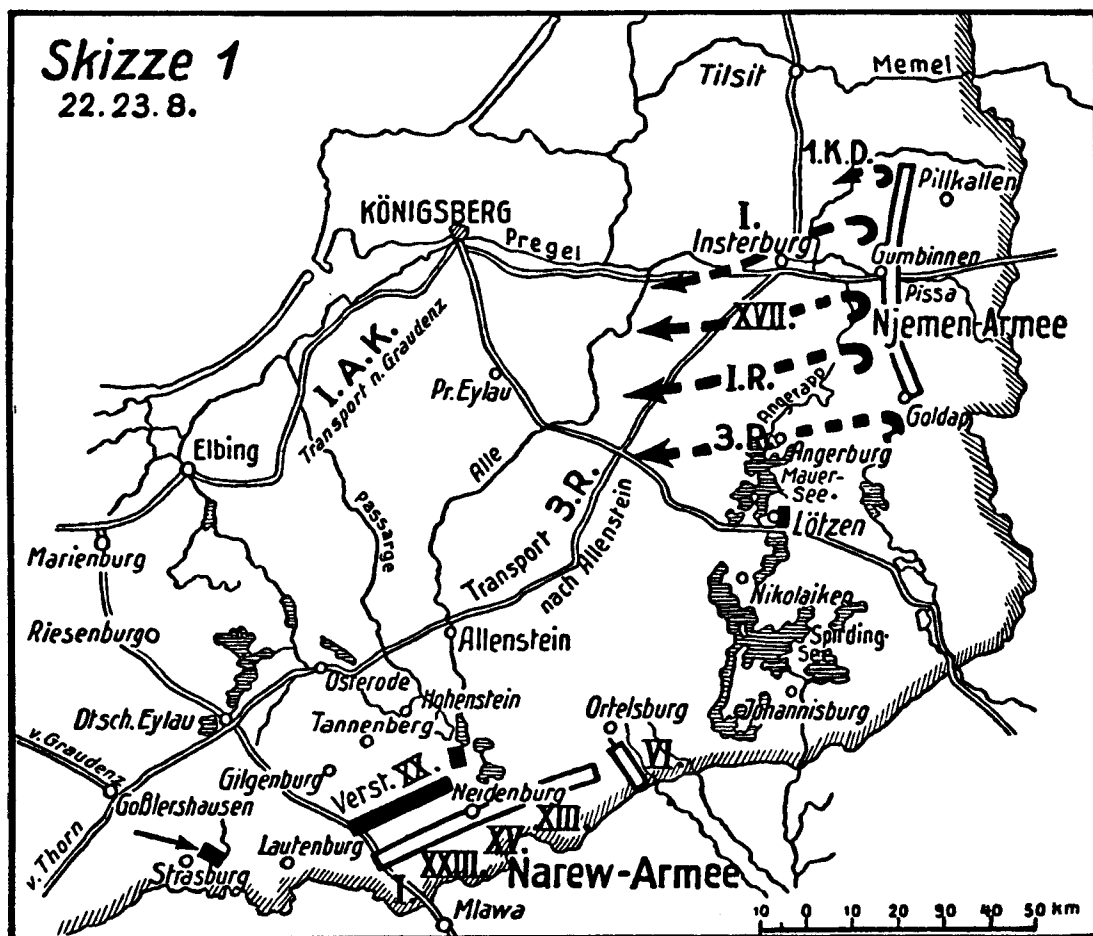 Skizze 1
22.23.8.
Tilsit
Memel
1.K.D.
Pillkallen
KÖNIGSBERG
Pregel
I.
Insterburg
Gumbinnen
Pissa
XVII.
Njemen-Armee
I.A.K.
Transport n. Graudenz
Pr.Eylau
I.R.
Angerapp
Goldap
Elbing
Alle
3.R.
Angerburg
Mauer-
See
Passarge
Transport 3.R.
nach Allenstein
Lötzen
Marienburg
Nikolaiken
Riesenburg
Allenstein
Spirding-
See
Osterode
Hohenstein
Dtsch.Eylau
Tannenberg
Ortelsburg
Johannisburg
v.Graudenz
Gilgenburg
Verst. XX.
VI.
Goßlershausen
Neidenburg
XIII
v. Thorn
Lautenburg
XV.
Strasburg
XXIII.
Narew-Armee
I.
Mlawa
10 0 10 20 30 40 50 km